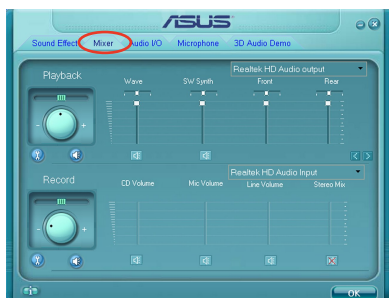 ASUS
Sound Effect Mixer Audio I/O Microphone 3D Audio Demo
Realtek HD Audio output
Playback
Wave SW Synth Front Rear
Realtek HD Audio Input
Record
CD Volume Mic Volume Line Volume Stereo Mix
OK